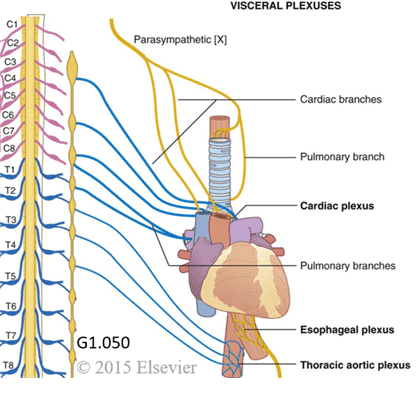 VISCERAL PLEXUSES
C1
C2
C3
C4
C5
C6
C7
C8
T1
T2
T3
T4
T5
T6
T7
T8
Parasympathetic [X]
Cardiac branches
Pulmonary branch
Cardiac plexus
Pulmonary branches
Esophageal plexus
Thoracic aortic plexus
G1.050
© 2015 Elsevier